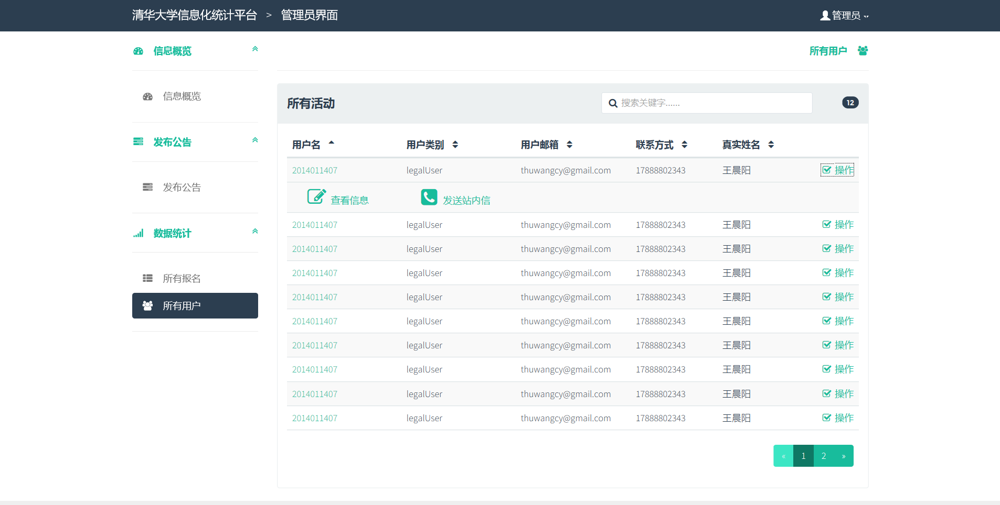 清华大学信息化统计平台 > 管理员界面 管理员
信息概览
所有用户
信息概览
发布公告
发布公告
数据统计
所有报名
所有用户
所有活动 搜索关键字...... 12
用户名 用户类别 用户邮箱 联系方式 真实姓名
2014011407 legalUser thuwangcy@gmail.com 17888802343 王晨阳 操作
查看信息 发送站内信
2014011407 legalUser thuwangcy@gmail.com 17888802343 王晨阳 操作
2014011407 legalUser thuwangcy@gmail.com 17888802343 王晨阳 操作
2014011407 legalUser thuwangcy@gmail.com 17888802343 王晨阳 操作
2014011407 legalUser thuwangcy@gmail.com 17888802343 王晨阳 操作
2014011407 legalUser thuwangcy@gmail.com 17888802343 王晨阳 操作
2014011407 legalUser thuwangcy@gmail.com 17888802343 王晨阳 操作
2014011407 legalUser thuwangcy@gmail.com 17888802343 王晨阳 操作
2014011407 legalUser thuwangcy@gmail.com 17888802343 王晨阳 操作
2014011407 legalUser thuwangcy@gmail.com 17888802343 王晨阳 操作
« 1 2 »